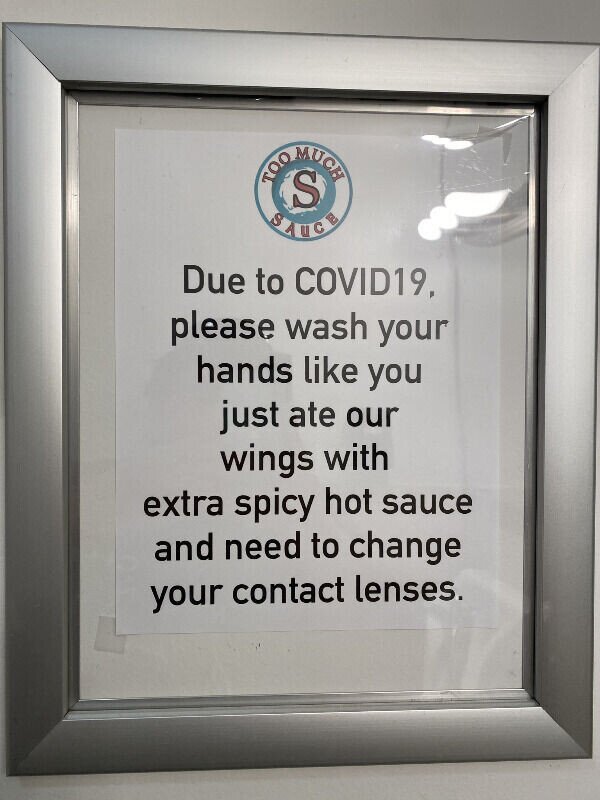 TOO MUCH
S
SAUCE
Due to COVID19,
please wash your
hands like you
just ate our
wings with
extra spicy hot sauce
and need to change
your contact lenses.